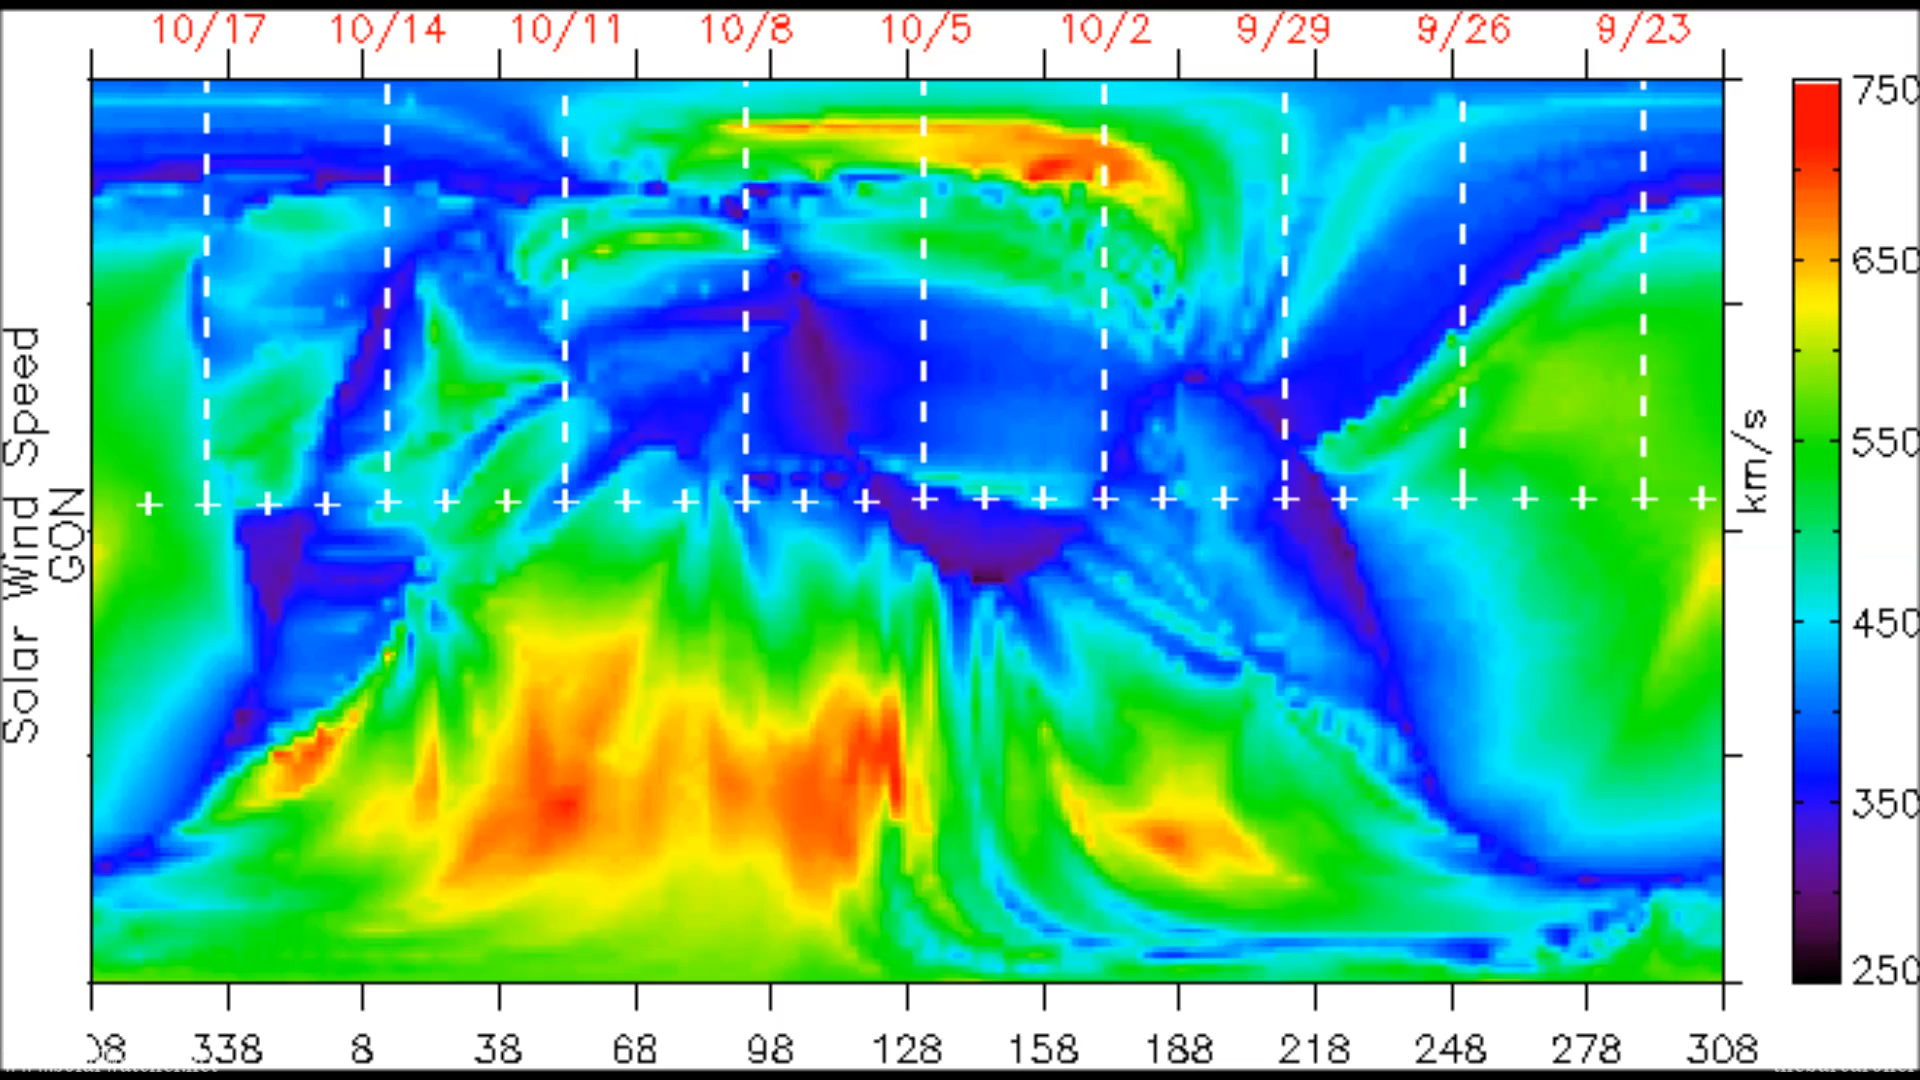 10/17 10/14 10/11 10/8 10/5 10/2 9/29 9/26 9/23
750
650
550
450
350
250
km/s
Solar Wind Speed
GON
338 8 38 68 98 128 158 188 218 248 278 308